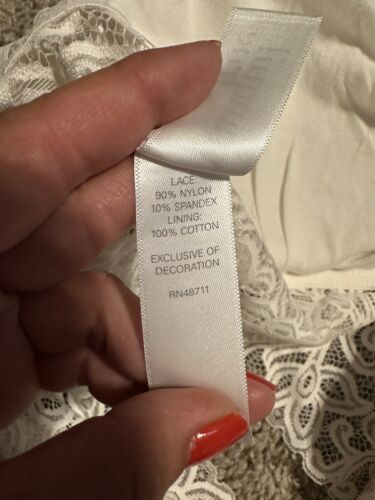 LACE:
90% NYLON
10% SPANDEX
LINING:
100% COTTON
EXCLUSIVE OF
DECORATION
RN48711